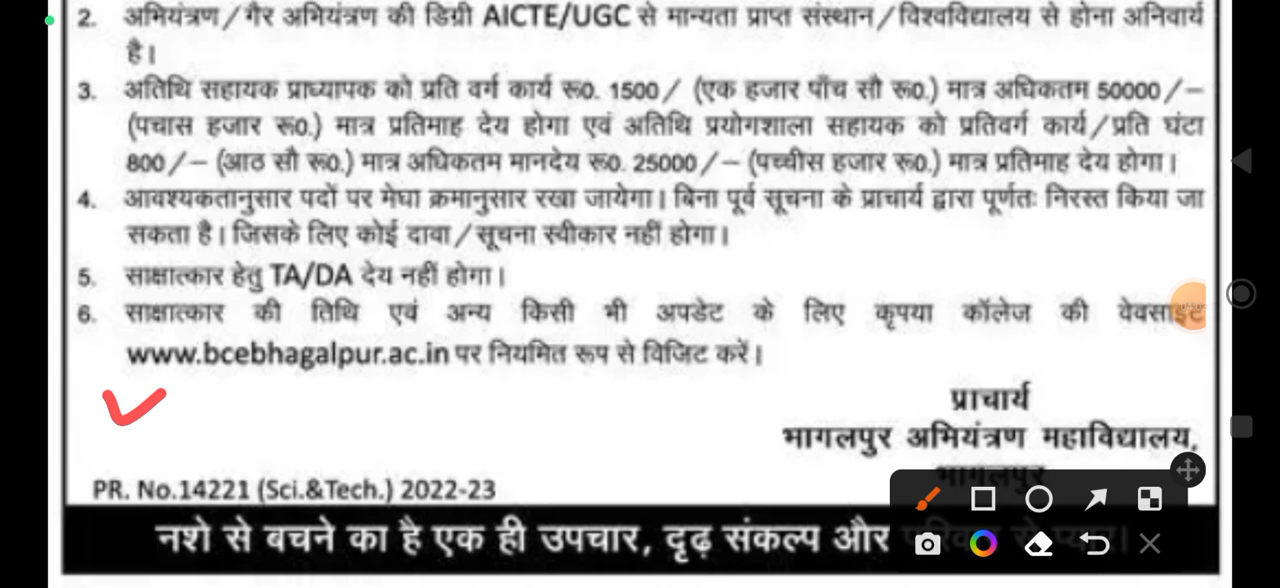 2. अभियंत्रण/गैर अभियंत्रण की डिग्री AICTE/UGC से मान्यता प्राप्त संस्थान/विश्वविद्यालय से होना अनिवार्य
है।
3. अतिथि सहायक प्राध्यापक को प्रति वर्ग कार्य रू0. 1500/ (एक हजार पाँच सौ रू0.) मात्र अधिकतम 50000/–
(पचास हजार रू0.) मात्र प्रतिमाह देय होगा एवं अतिथि प्रयोगशाला सहायक को प्रतिवर्ग कार्य/प्रति घंटा
800/– (आठ सौ रू0.) मात्र अधिकतम मानदेय रू0. 25000/– (पच्चीस हजार रू0.) मात्र प्रतिमाह देय होगा।
4. आवश्यकतानुसार पदों पर मेघा क्रमानुसार रखा जायेगा। बिना पूर्व सूचना के प्राचार्य द्वारा पूर्णतः निरस्त किया जा
सकता है। जिसके लिए कोई दावा/सूचना स्वीकार नहीं होगा।
5. साक्षात्कार हेतु TA/DA देय नहीं होगा।
6. साक्षात्कार की तिथि एवं अन्य किसी भी अपडेट के लिए कृपया कॉलेज की वेवसाइट
www.bcebhagalpur.ac.in पर नियमित रूप से विजिट करें।
प्राचार्य
भागलपुर अभियंत्रण महाविद्यालय,
भागलपुर
PR. No.14221 (Sci.&Tech.) 2022-23
नशे से बचने का है एक ही उपचार, दृढ़ संकल्प और